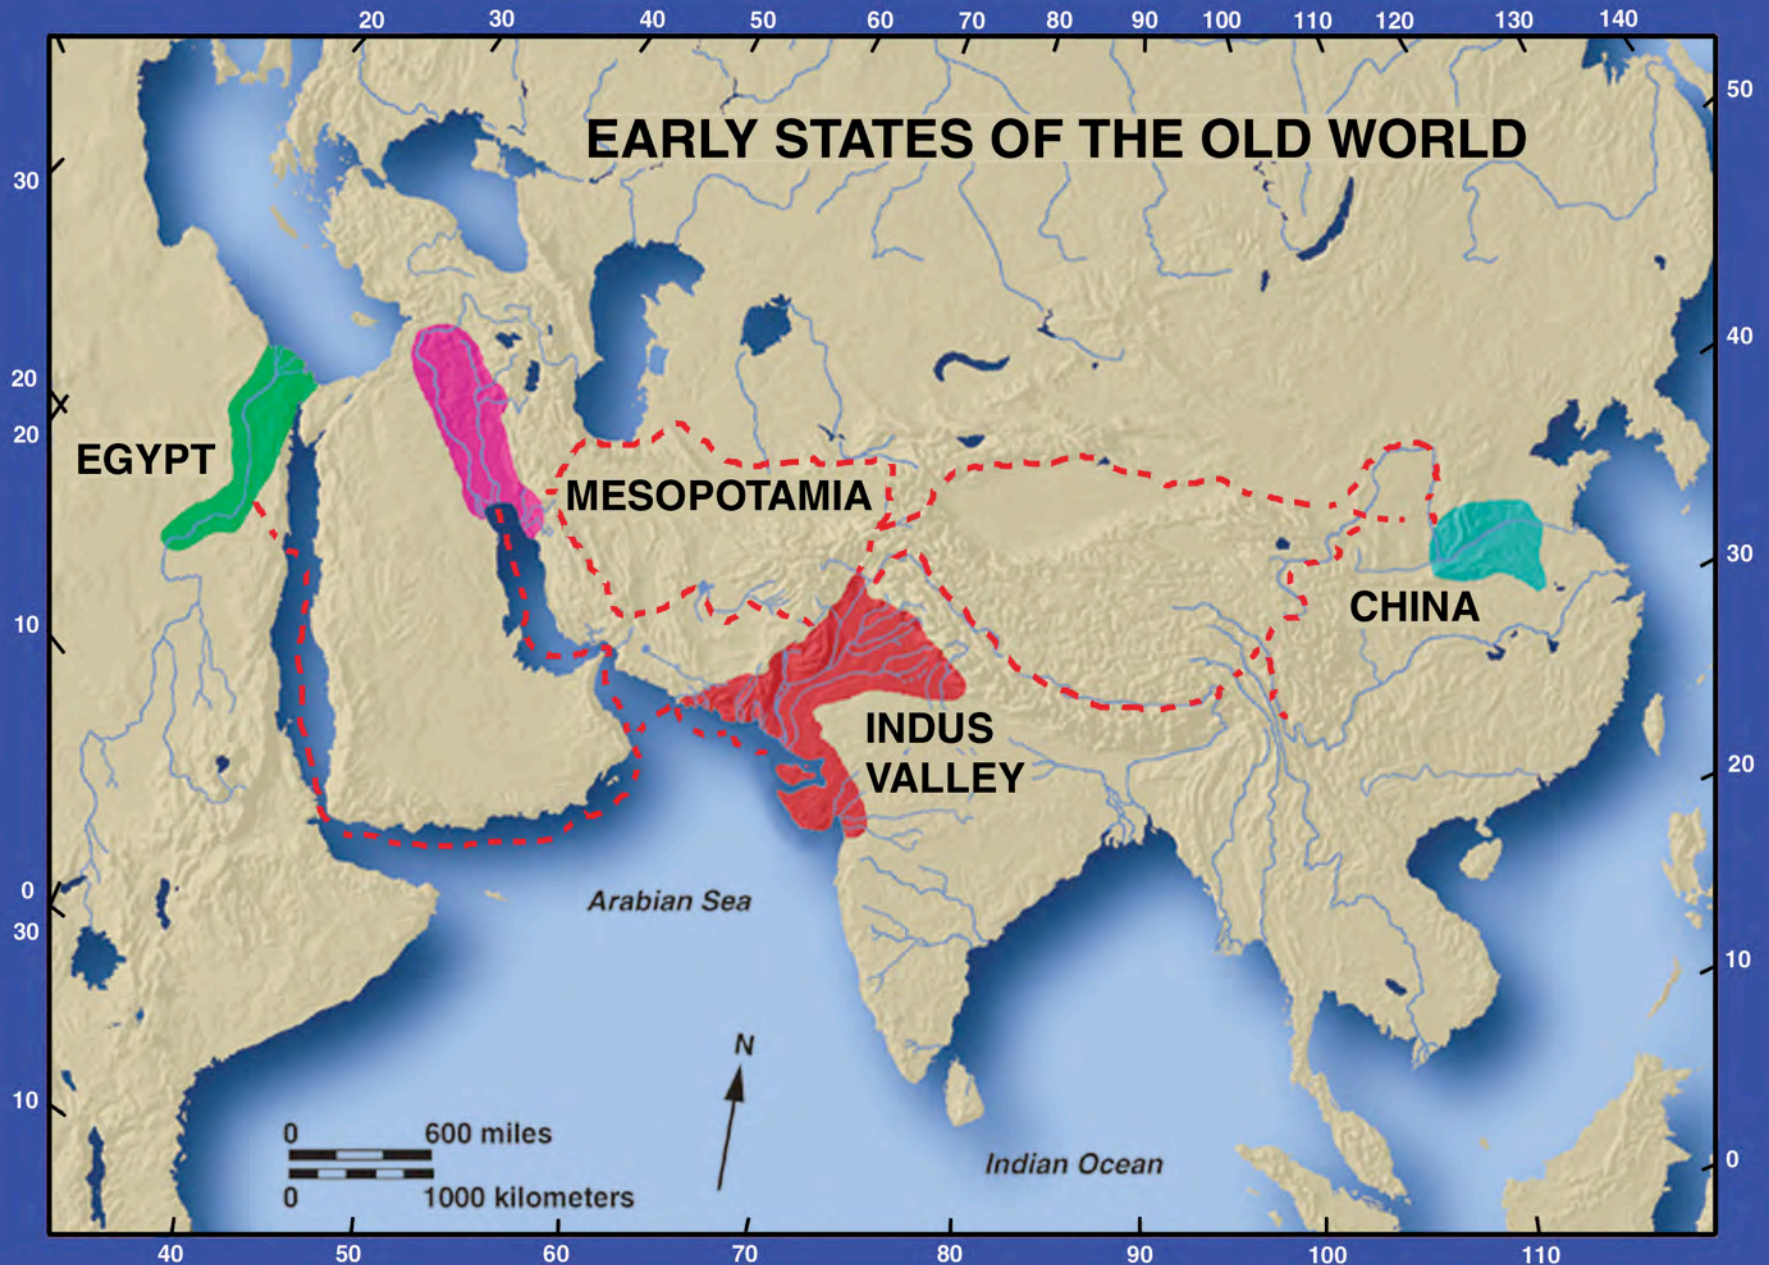 20 30 40 50 60 70 80 90 100 110 120 130 140
50
EARLY STATES OF THE OLD WORLD
30
40
20
20
EGYPT
MESOPOTAMIA
30
CHINA
10
INDUS
VALLEY
20
0
Arabian Sea
30
10
N
10
0 600 miles
Indian Ocean
0
0 1000 kilometers
40 50 60 70 80 90 100 110